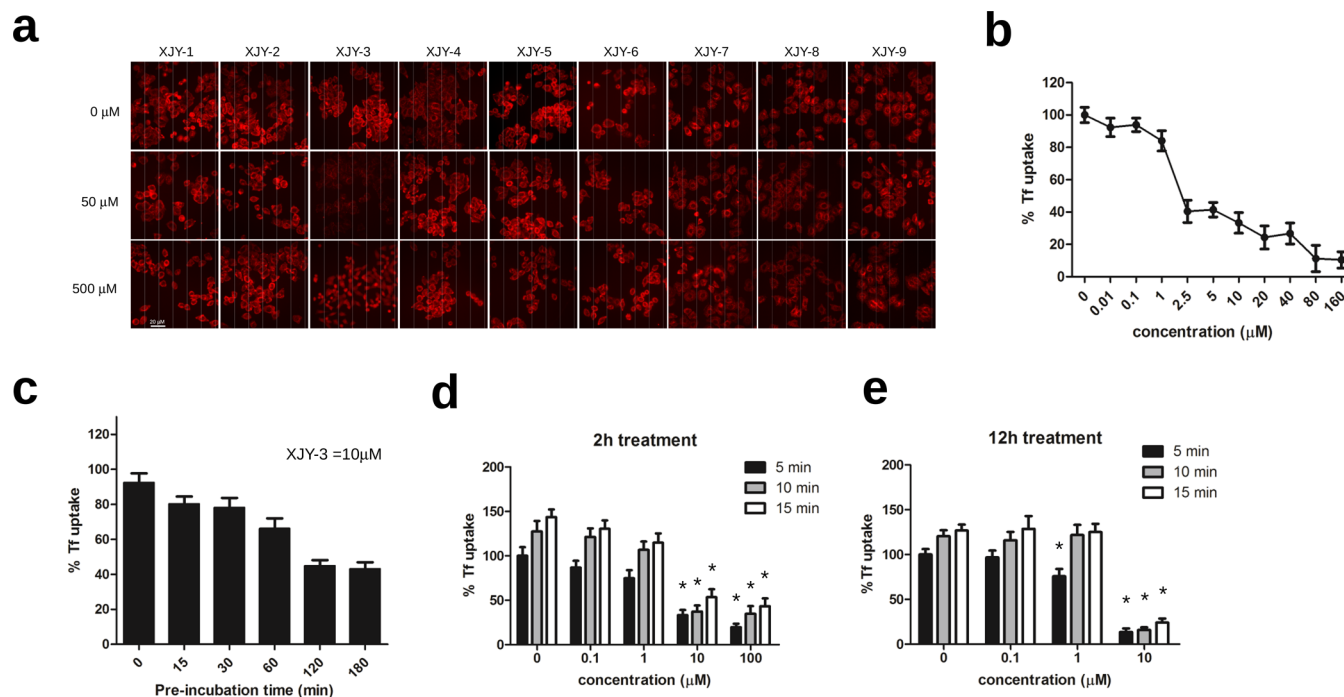 a
XJY-1 XJY-2 XJY-3 XJY-4 XJY-5 XJY-6 XJY-7 XJY-8 XJY-9
0 µM
50 µM
500 µM
20 µM
b
% Tf uptake
120
100
80
60
40
20
0
0 0.01 0.1 1 2.5 5 10 20 40 80 160
concentration (µM)
c
XJY-3 =10µM
% Tf uptake
120
100
80
60
40
20
0
0 15 30 60 120 180
Pre-incubation time (min)
d
2h treatment
5 min
10 min
15 min
% Tf uptake
200
150
100
50
0
* * * * * *
0 0.1 1 10 100
concentration (µM)
e
12h treatment
5 min
10 min
15 min
% Tf uptake
200
150
100
50
0
* * * *
0 0.1 1 10
concentration (µM)